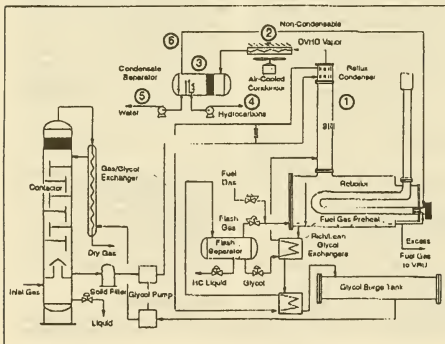 Non-Condensable
⑥
②
OVHD Vapor
③
Condensate
Separator
Air-Cooled
Condenser
Reflux
Condenser
⑤
④
Water
Hydrocarbons
①
Still
Gas/Glycol
Exchanger
Contactor
Fuel
Gas
Reboiler
Flash
Gas
Fuel Gas Preheat
Flash
Separator
Rich/Lean
Glycol
Exchangers
Excess
Fuel Gas
to VRU
Dry Gas
HC Liquid
Glycol
Inlet Gas
Solid Filter
Glycol Pump
Glycol Surge Tank
Liquid